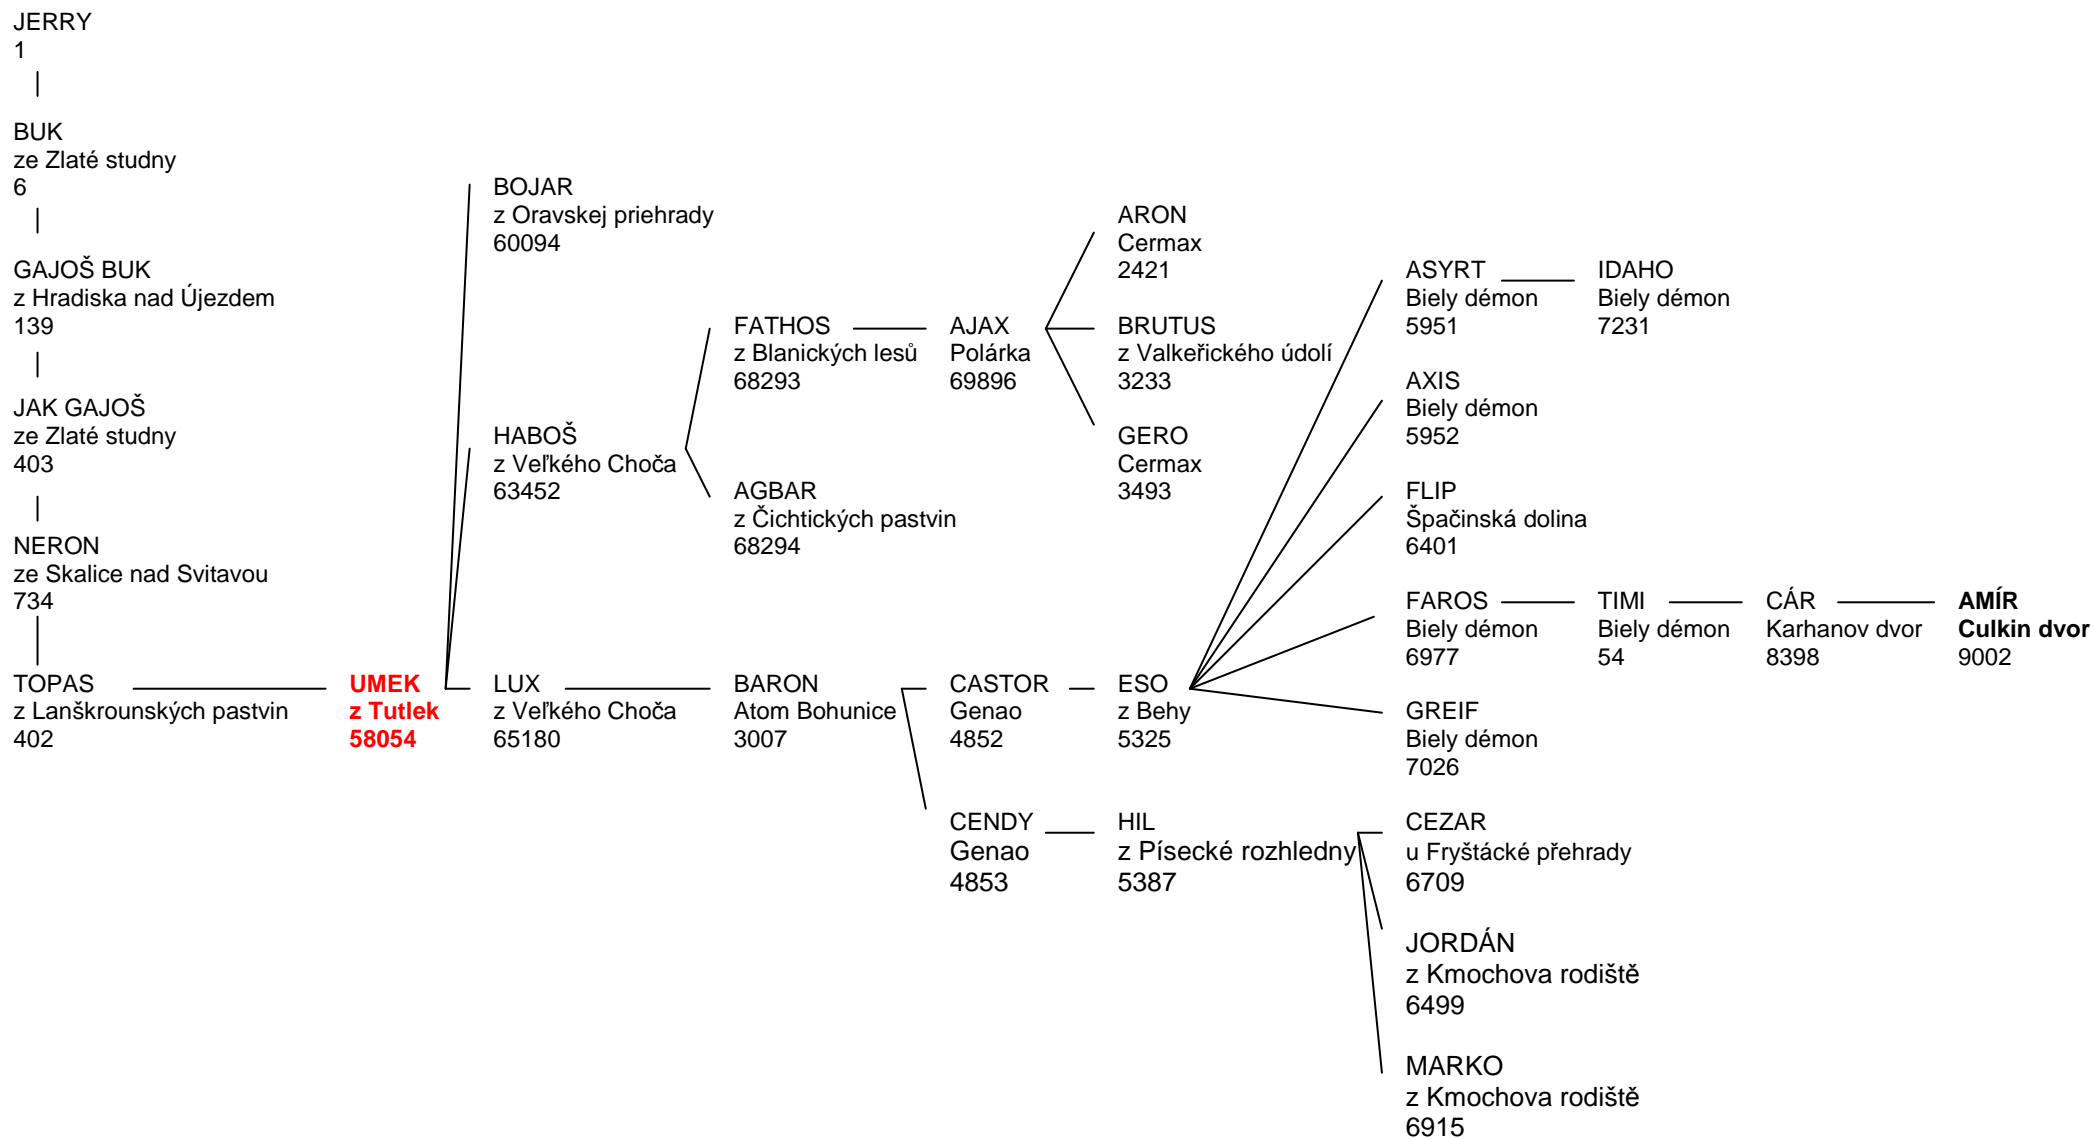 JERRY
1
BUK
ze Zlaté studny
6
GAJOŠ BUK
z Hradiska nad Újezdem
139
JAK GAJOŠ
ze Zlaté studny
403
NERON
ze Skalice nad Svitavou
734
TOPAS
z Lanškrounských pastvin
402
UMEK
z Tutlek
58054
BOJAR
z Oravskej priehrady
60094
HABOŠ
z Veľkého Choča
63452
LUX
z Veľkého Choča
65180
FATHOS
z Blanických lesů
68293
AGBAR
z Čichtických pastvin
68294
BARON
Atom Bohunice
3007
AJAX
Polárka
69896
CASTOR
Genao
4852
CENDY
Genao
4853
ARON
Cermax
2421
BRUTUS
z Valkeřického údolí
3233
GERO
Cermax
3493
ESO
z Behy
5325
HIL
z Písecké rozhledny
5387
ASYRT
Biely démon
5951
AXIS
Biely démon
5952
FLIP
Špačinská dolina
6401
FAROS
Biely démon
6977
GREIF
Biely démon
7026
CEZAR
u Fryštácké přehrady
6709
JORDÁN
z Kmochova rodiště
6499
MARKO
z Kmochova rodiště
6915
IDAHO
Biely démon
7231
TIMI
Biely démon
54
CÁR
Karhanov dvor
8398
AMÍR
Culkin dvor
9002